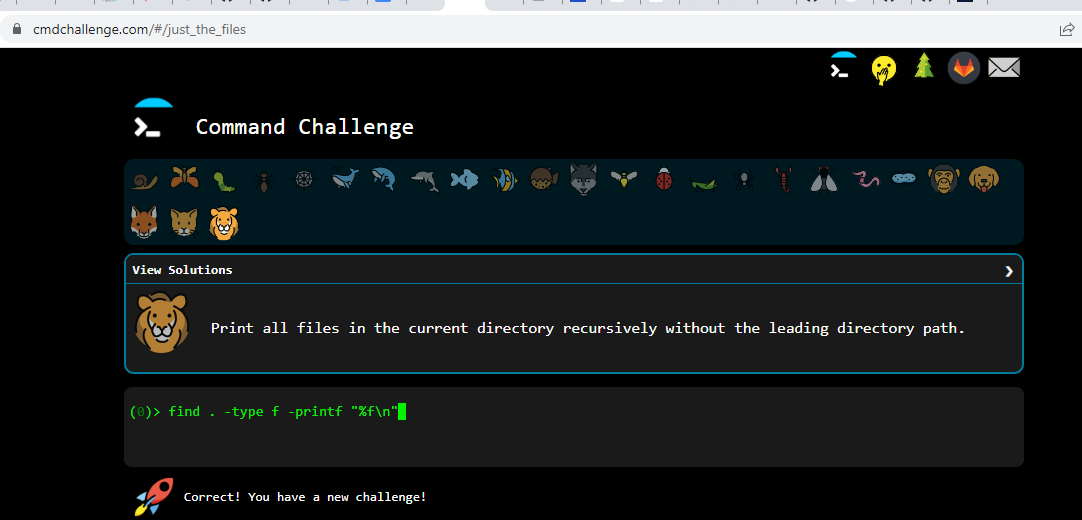 cmdchallenge.com/#/just_the_files
>_
>_ Command Challenge
View Solutions ❯
Print all files in the current directory recursively without the leading directory path.
(0)> find . -type f -printf "%f\n"
Correct! You have a new challenge!